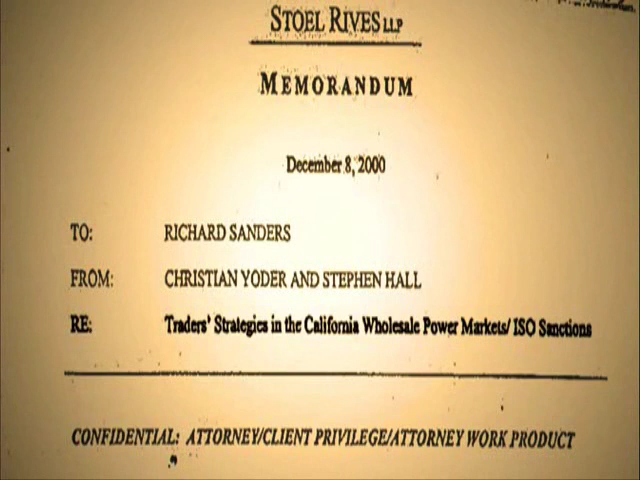 STOEL RIVES LLP
MEMORANDUM
December 8, 2000
TO: RICHARD SANDERS
FROM: CHRISTIAN YODER AND STEPHEN HALL
RE: Traders' Strategies in the California Wholesale Power Markets/ ISO Sanctions
CONFIDENTIAL: ATTORNEY/CLIENT PRIVILEGE/ATTORNEY WORK PRODUCT